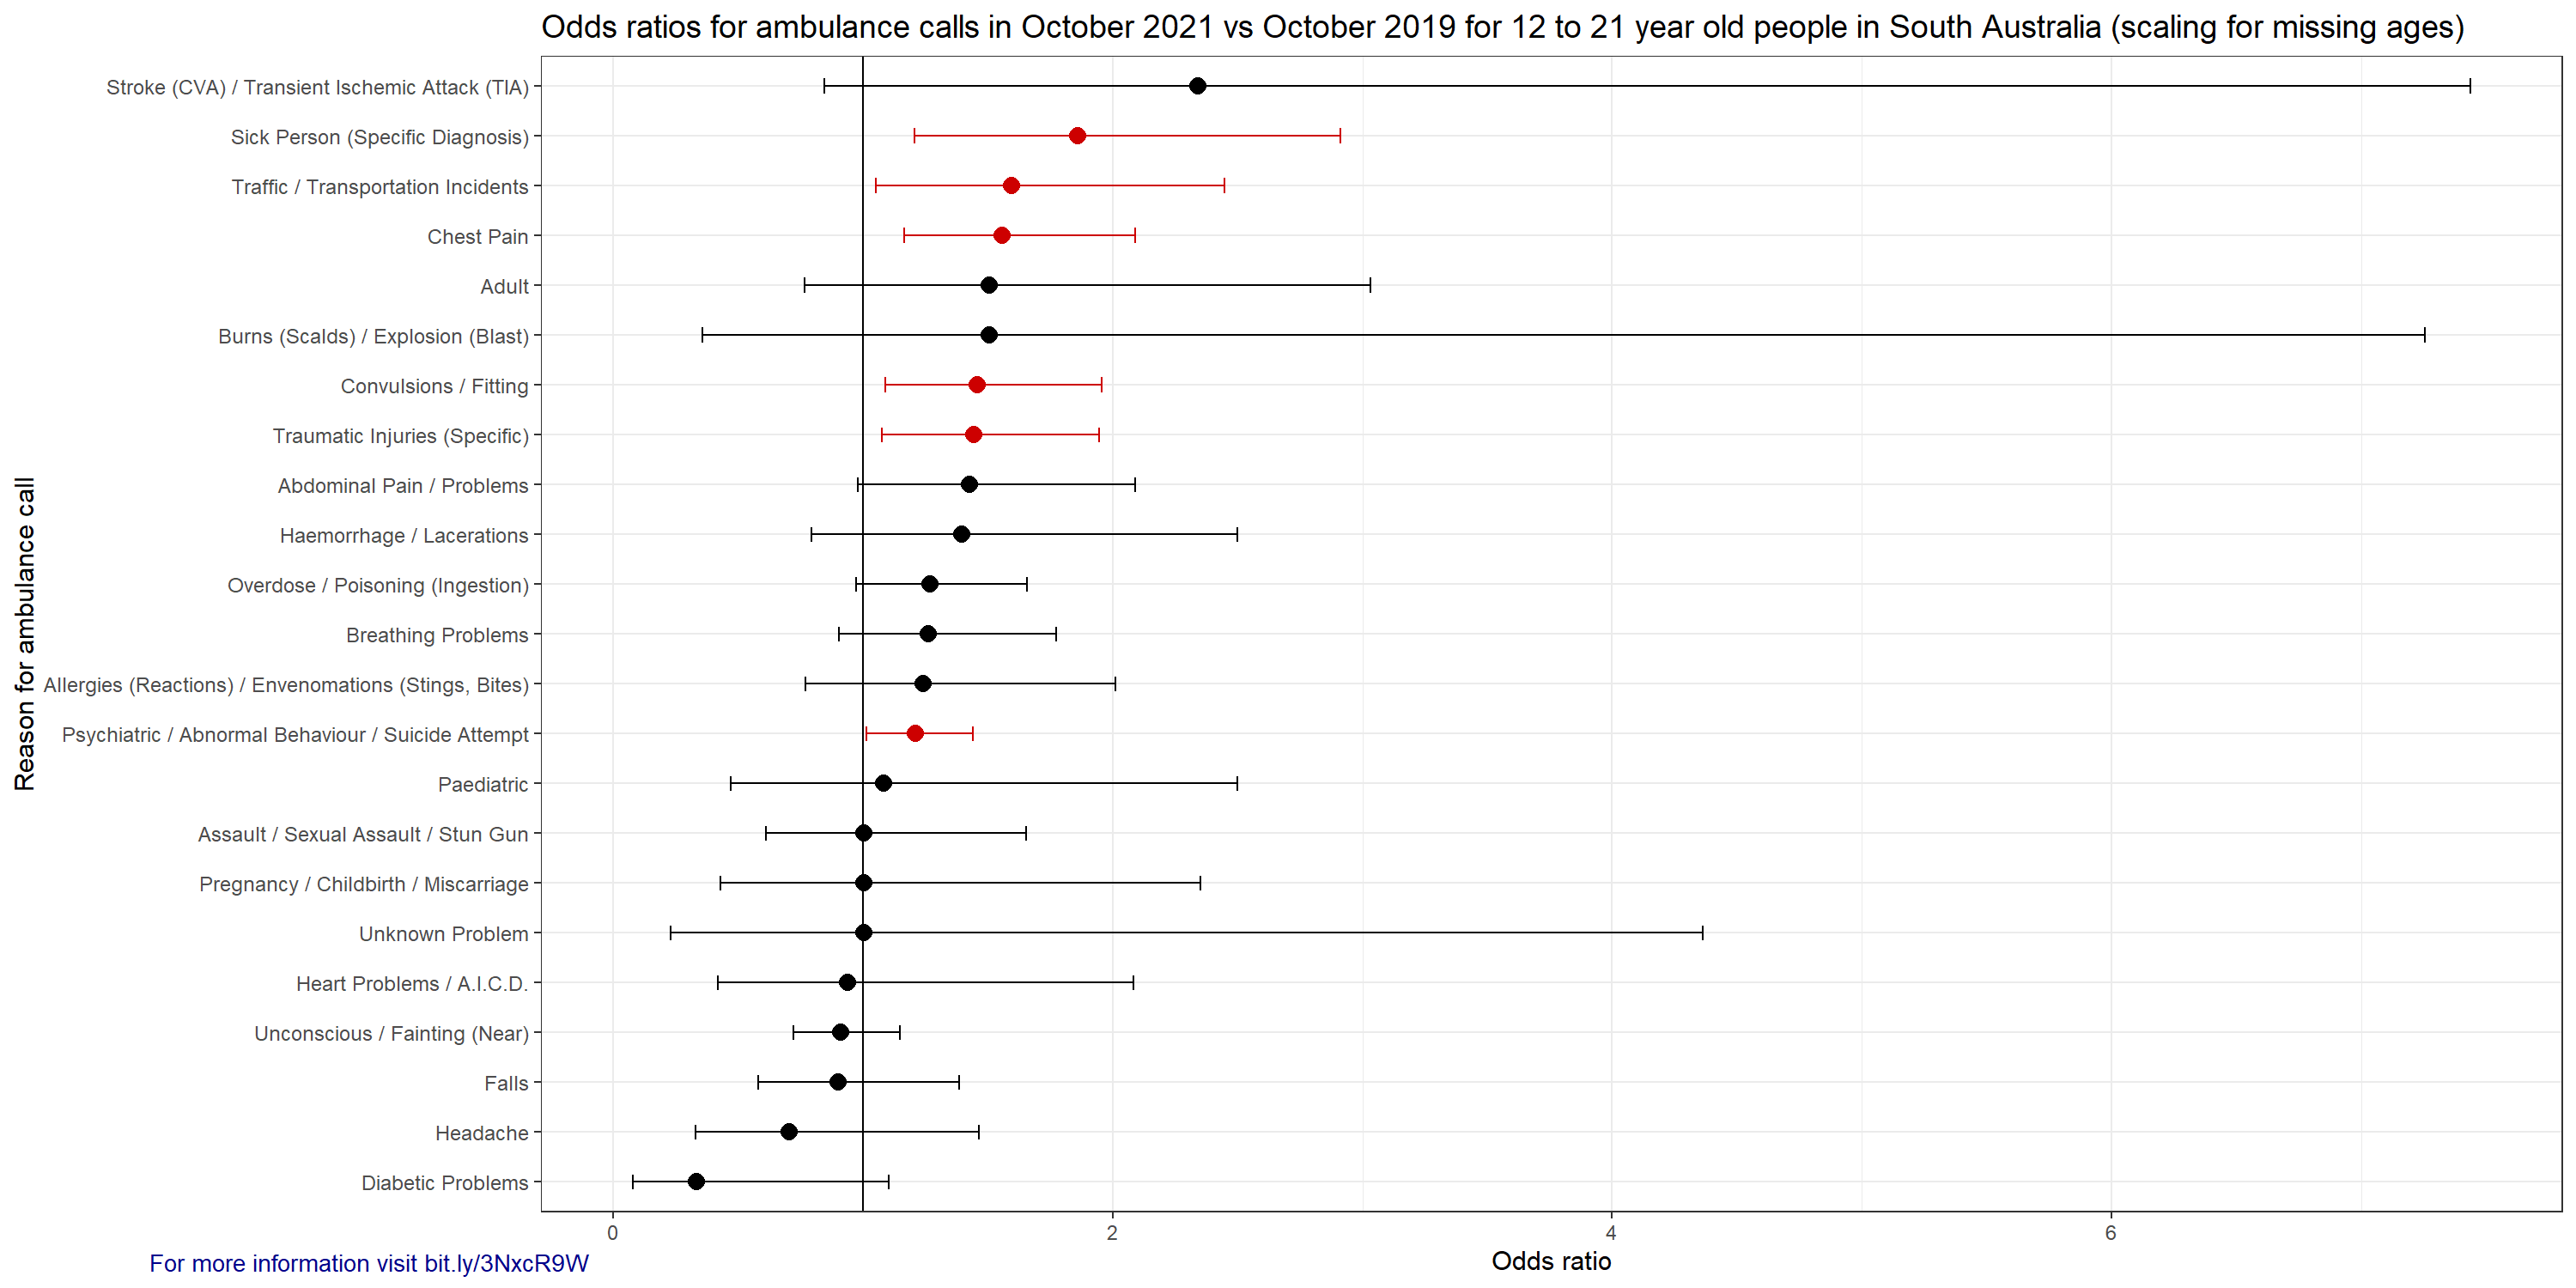 Odds ratios for ambulance calls in October 2021 vs October 2019 for 12 to 21 year old people in South Australia (scaling for missing ages)
Reason for ambulance call
Stroke (CVA) / Transient Ischemic Attack (TIA)
Sick Person (Specific Diagnosis)
Traffic / Transportation Incidents
Chest Pain
Adult
Burns (Scalds) / Explosion (Blast)
Convulsions / Fitting
Traumatic Injuries (Specific)
Abdominal Pain / Problems
Haemorrhage / Lacerations
Overdose / Poisoning (Ingestion)
Breathing Problems
Allergies (Reactions) / Envenomations (Stings, Bites)
Psychiatric / Abnormal Behaviour / Suicide Attempt
Paediatric
Assault / Sexual Assault / Stun Gun
Pregnancy / Childbirth / Miscarriage
Unknown Problem
Heart Problems / A.I.C.D.
Unconscious / Fainting (Near)
Falls
Headache
Diabetic Problems
0 2 4 6
Odds ratio
For more information visit bit.ly/3NxcR9W